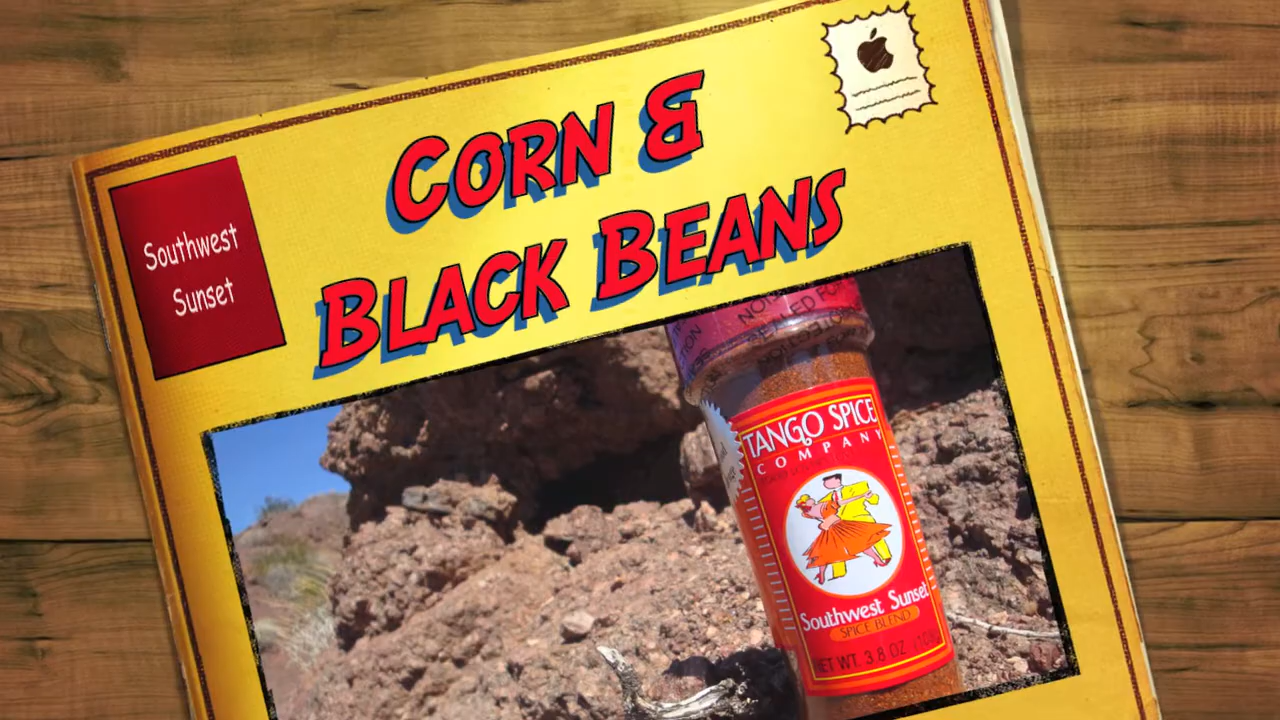 Corn &
Black Beans
Southwest
Sunset
TANGO SPICE
COMPANY
Southwest Sunset
SPICE BLEND
NET WT. 3.8 OZ